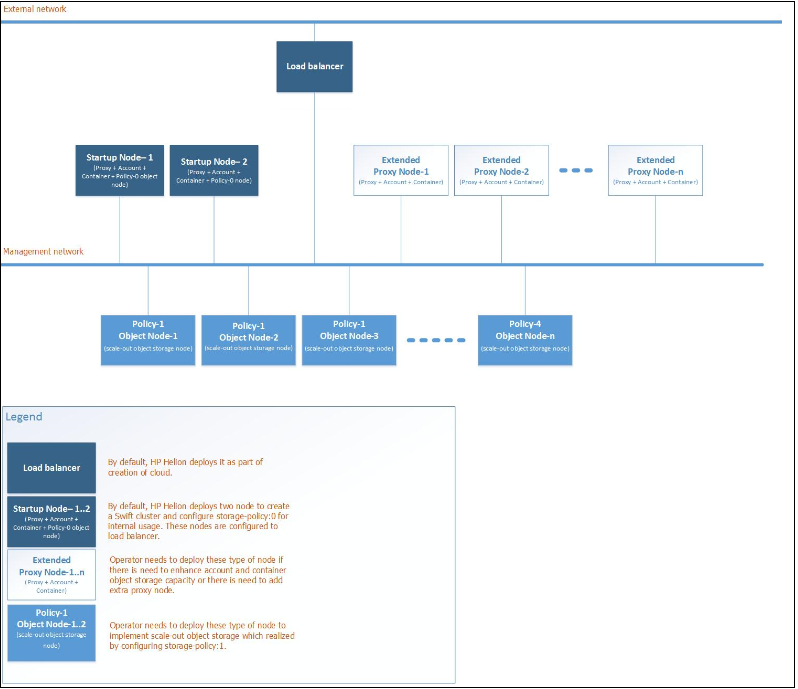 External network
Load balancer
Startup Node– 1
(Proxy + Account +
Container + Policy-0 object
node)
Startup Node– 2
(Proxy + Account +
Container + Policy-0 node)
Extended
Proxy Node-1
(Proxy + Account + Container)
Extended
Proxy Node-2
(Proxy + Account + Container)
Extended
Proxy Node-n
(Proxy + Account + Container)
Management network
Policy-1
Object Node-1
(scale-out object storage node)
Policy-1
Object Node-2
(scale-out object storage node)
Policy-1
Object Node-3
(scale-out object storage node)
Policy-4
Object Node-n
(scale-out object storage node)
Legend
Load balancer
By default, HP Helion deploys it as part of
creation of cloud.
Startup Node– 1..2
(Proxy + Account +
Container + Policy-0 object
node)
By default, HP Helion deploys two node to create
a Swift cluster and configure storage-policy:0 for
internal usage. These nodes are configured to
load balancer.
Extended
Proxy Node-1..n
(Proxy + Account +
Container)
Operator needs to deploy these type of node if
there is need to enhance account and container
object storage capacity or there is need to add
extra proxy node.
Policy-1
Object Node-1..2
(scale-out object storage
node)
Operator needs to deploy these type of node to
implement scale out object storage which realized
by configuring storage policy:1.